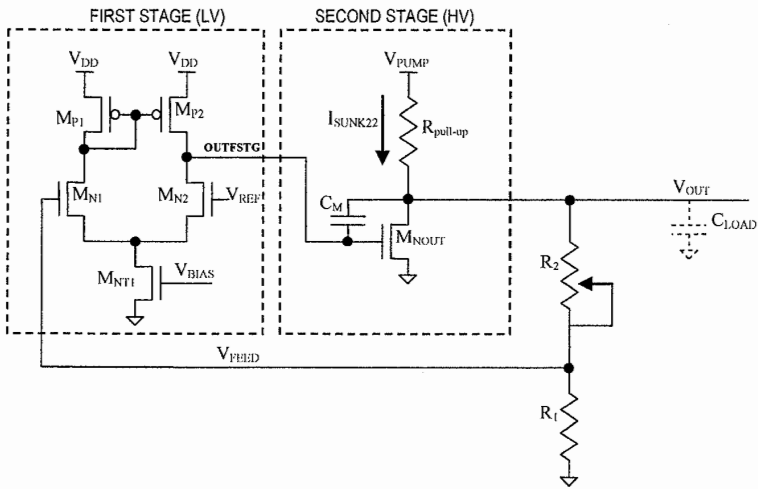 FIRST STAGE (LV)
SECOND STAGE (HV)
VDD
VDD
VPUMP
MP1
MP2
ISUNK22
Rpull-up
OUTFSTG
MN1
MN2
VREF
CM
VOUT
MNOUT
CLOAD
MNT1
VBIAS
R2
VFEED
R1